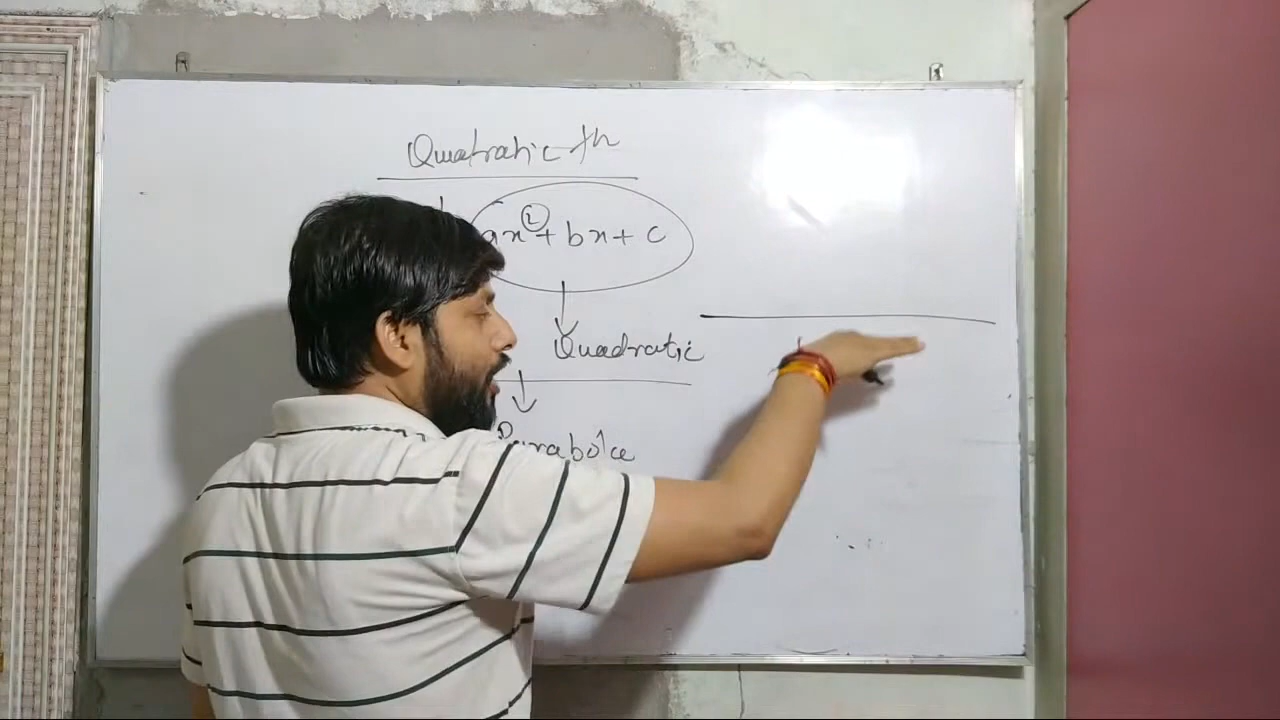 Quadratic fn
ax² + bx + c
Quadratic
Parabola